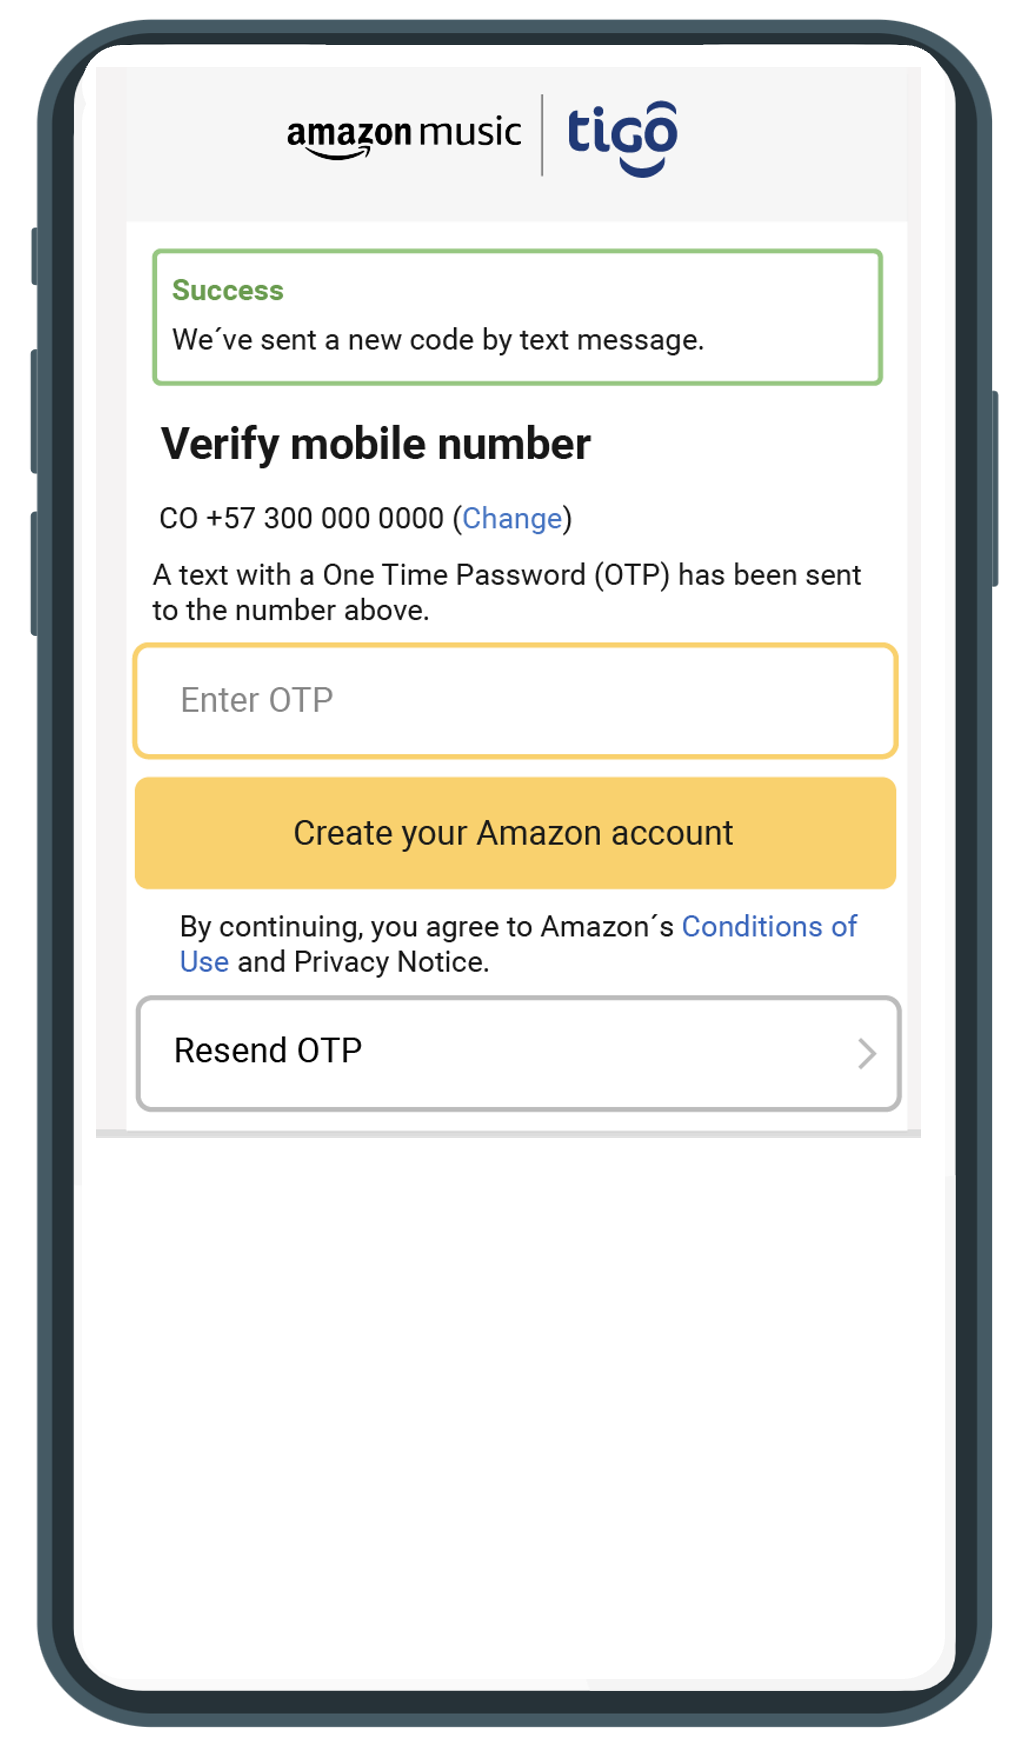 amazon music tigo
Success
We´ve sent a new code by text message.
Verify mobile number
CO +57 300 000 0000 (Change)
A text with a One Time Password (OTP) has been sent
to the number above.
Enter OTP
Create your Amazon account
By continuing, you agree to Amazon´s Conditions of
Use and Privacy Notice.
Resend OTP